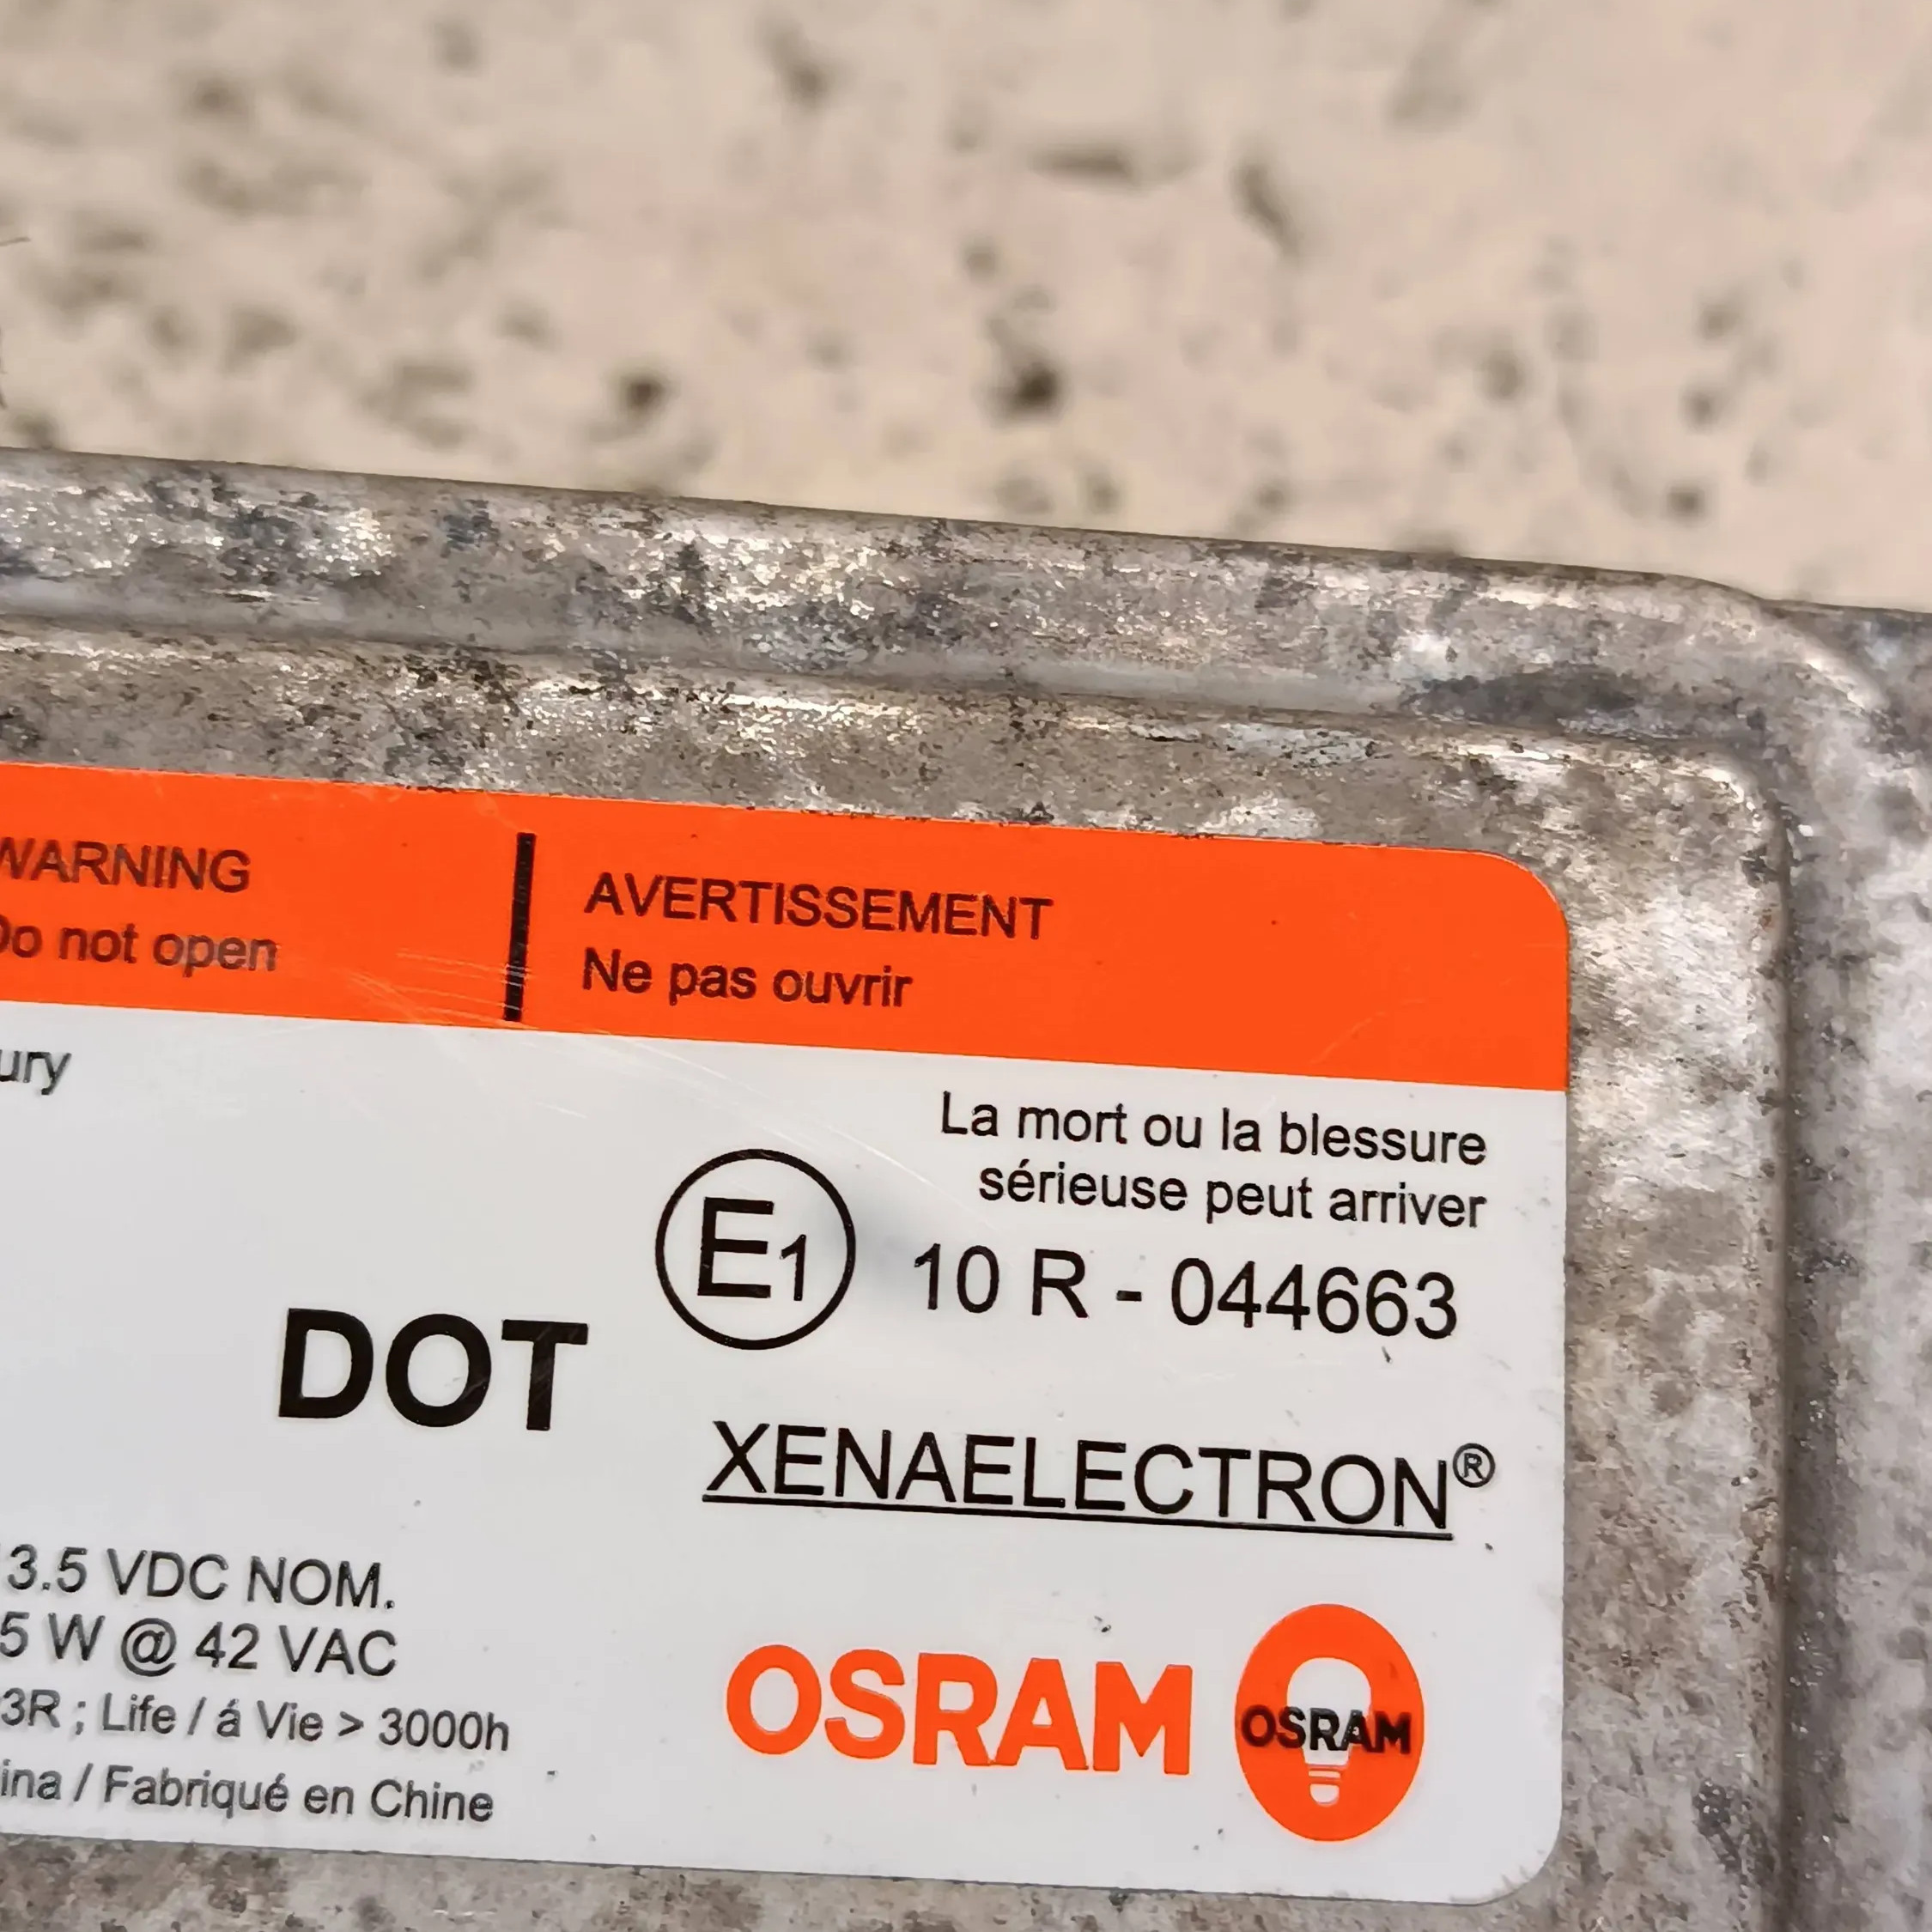 WARNING
Do not open
AVERTISSEMENT
Ne pas ouvrir
ury
La mort ou la blessure
sérieuse peut arriver
E1 10 R - 044663
DOT
XENAELECTRON®
3.5 VDC NOM.
5 W @ 42 VAC
3R ; Life / á Vie > 3000h
ina / Fabriqué en Chine
OSRAM
OSRAM